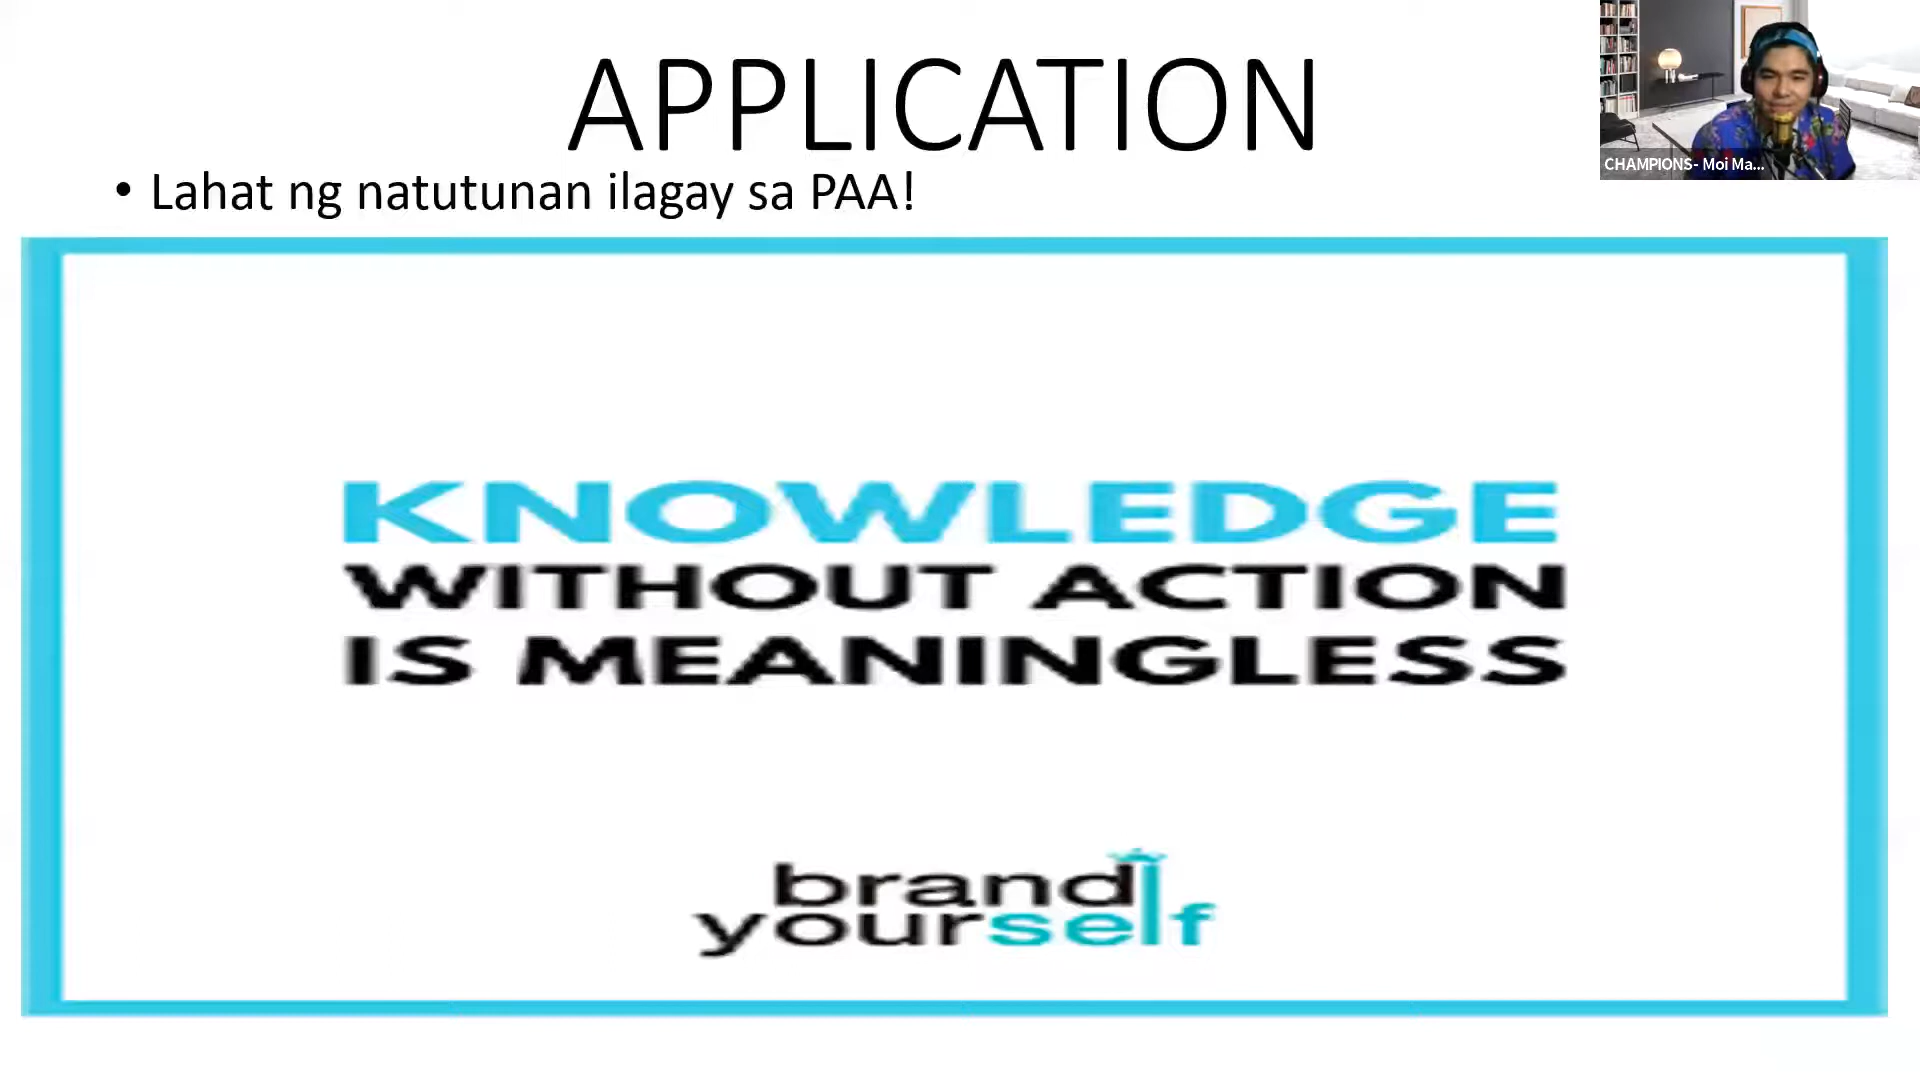 APPLICATION
• Lahat ng natutunan ilagay sa PAA!
CHAMPIONS- Moi Ma...
KNOWLEDGE
WITHOUT ACTION
IS MEANINGLESS
brand
yourself